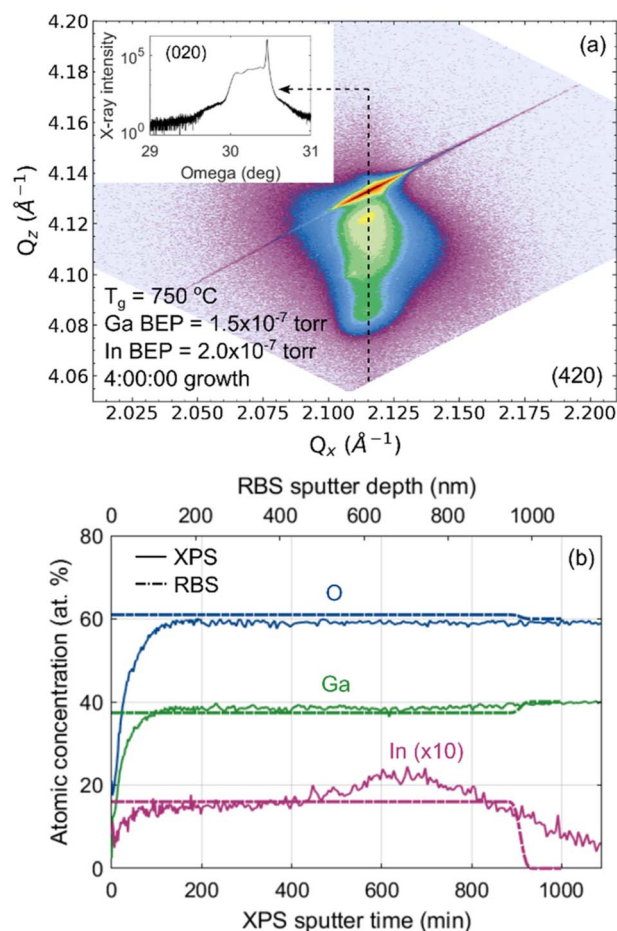 4.20
(a)
10⁵
(020)
4.18
X-ray intensity
10⁰
4.16
29 30 31
Omega (deg)
4.14
Qz (Å⁻¹)
4.12
4.10
Tg = 750 °C
Ga BEP = 1.5x10⁻⁷ torr
4.08
In BEP = 2.0x10⁻⁷ torr
4.06
4:00:00 growth
(420)
2.025 2.050 2.075 2.100 2.125 2.150 2.175 2.200
Qx (Å⁻¹)
RBS sputter depth (nm)
0 200 400 600 800 1000
80
XPS
(b)
RBS
Atomic concentration (at. %)
O
60
Ga
40
In (x10)
20
0
0 200 400 600 800 1000
XPS sputter time (min)